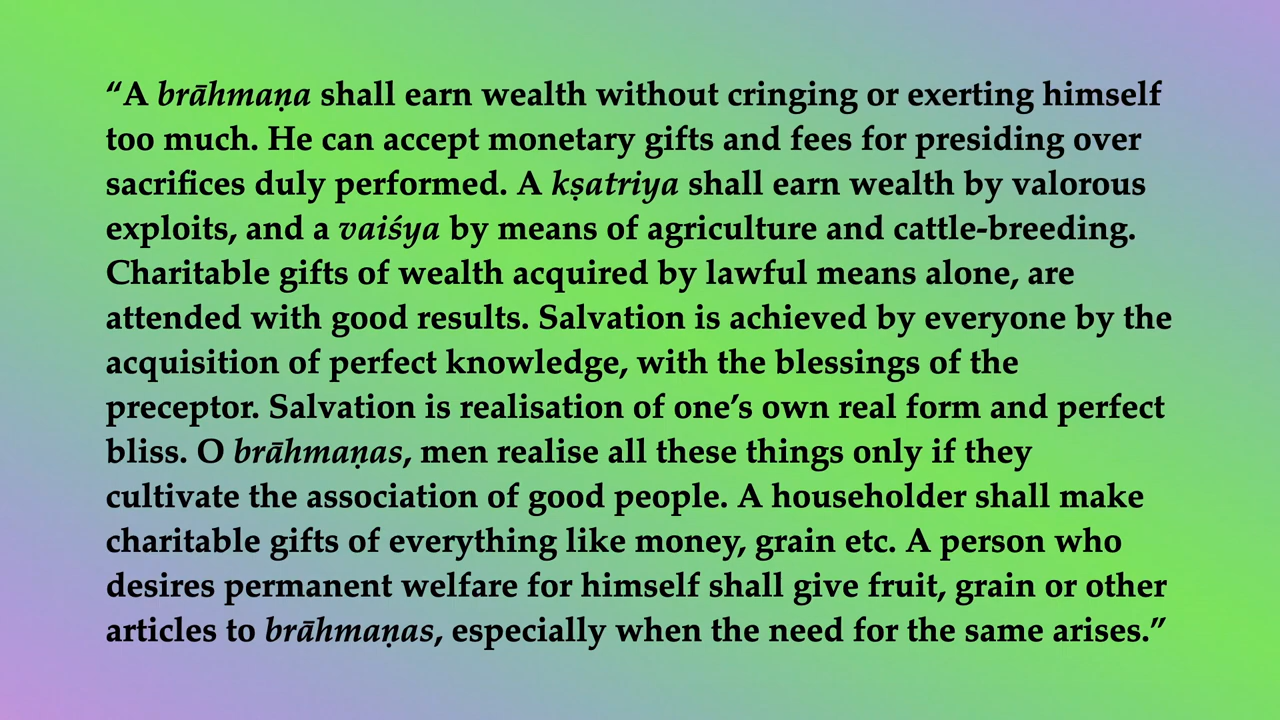 “A brāhmaṇa shall earn wealth without cringing or exerting himself
too much. He can accept monetary gifts and fees for presiding over
sacrifices duly performed. A kṣatriya shall earn wealth by valorous
exploits, and a vaiśya by means of agriculture and cattle-breeding.
Charitable gifts of wealth acquired by lawful means alone, are
attended with good results. Salvation is achieved by everyone by the
acquisition of perfect knowledge, with the blessings of the
preceptor. Salvation is realisation of one’s own real form and perfect
bliss. O brāhmaṇas, men realise all these things only if they
cultivate the association of good people. A householder shall make
charitable gifts of everything like money, grain etc. A person who
desires permanent welfare for himself shall give fruit, grain or other
articles to brāhmaṇas, especially when the need for the same arises.”